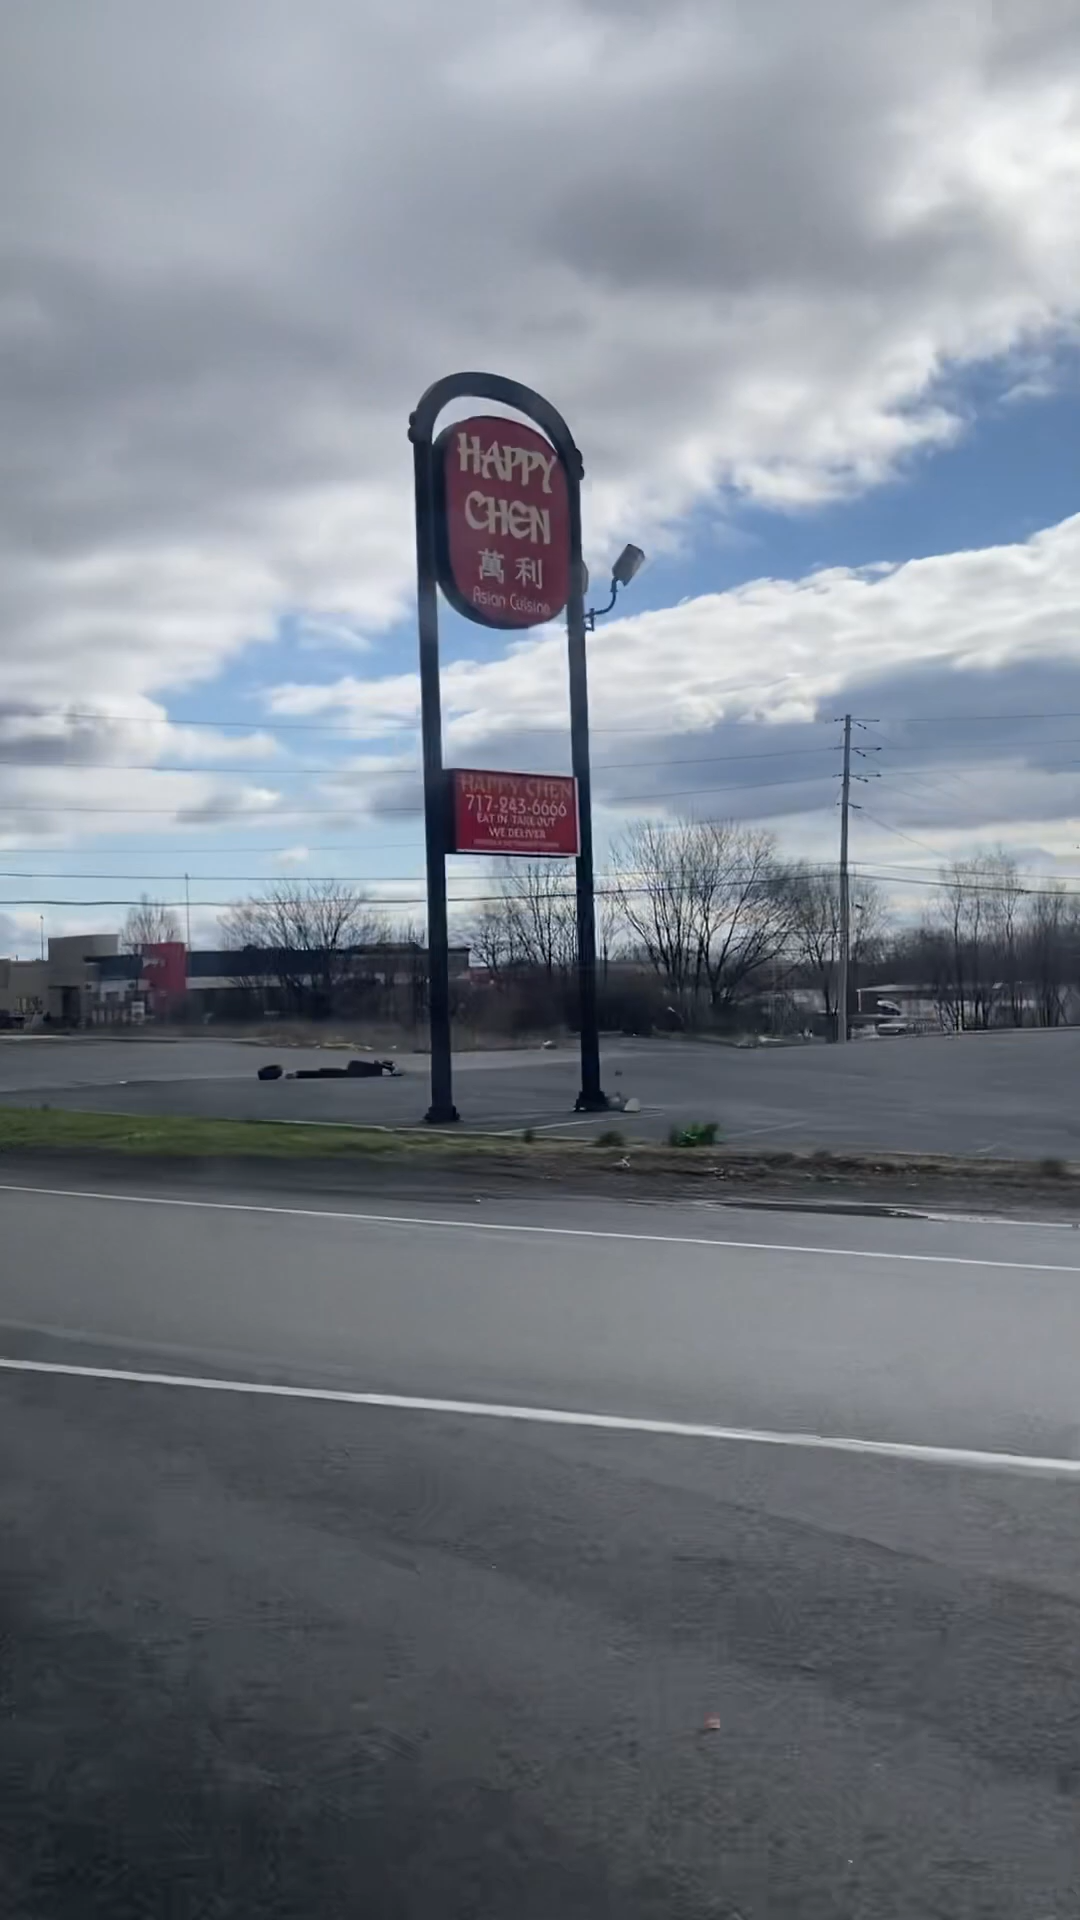 HAPPY
CHEN
萬利
Asian Cuisine
HAPPY CHEN
717-243-6666
EAT IN TAKE OUT
WE DELIVER